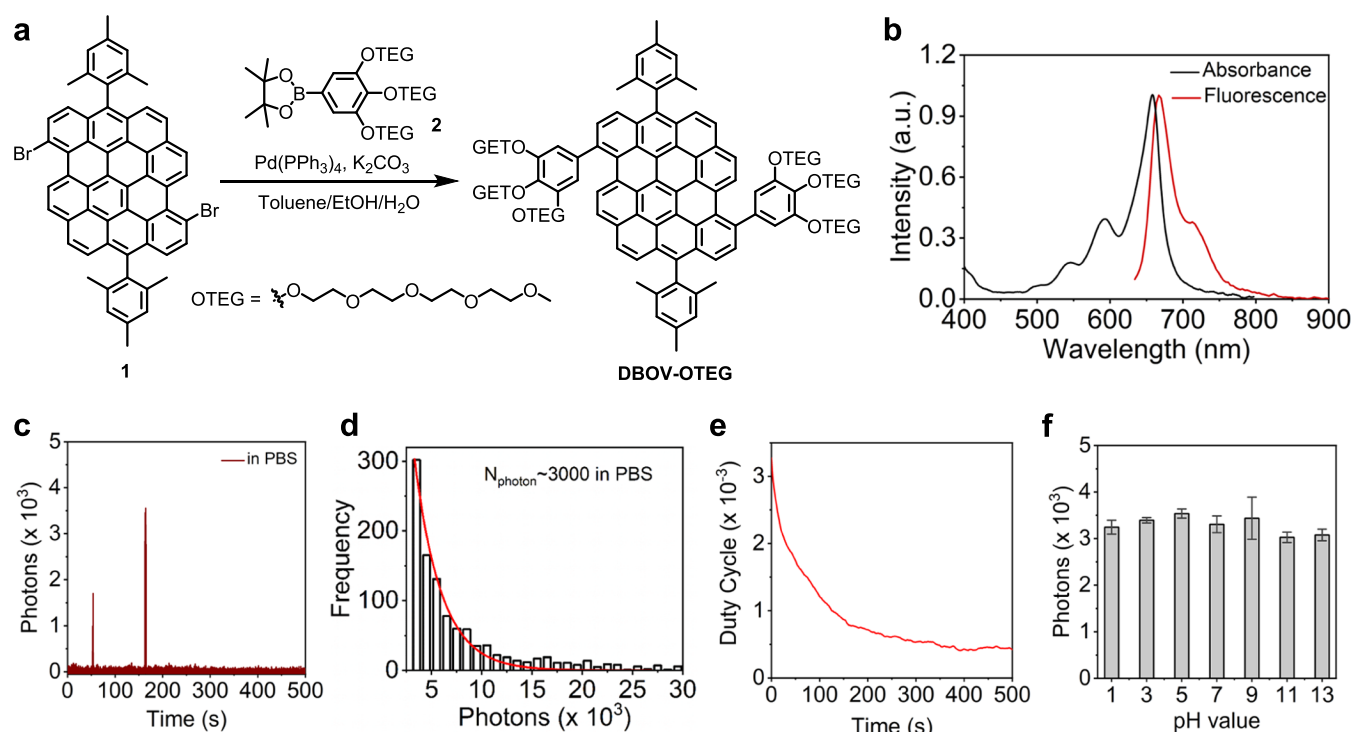 a
Br
Br
1
O
O
B
OTEG
OTEG
OTEG
2
Pd(PPh₃)₄, K₂CO₃
Toluene/EtOH/H₂O
OTEG =
O
O
O
O
O
GETO
GETO
OTEG
OTEG
OTEG
OTEG
DBOV-OTEG
b
Absorbance
Fluorescence
Intensity (a.u.)
1.2
0.9
0.6
0.3
0.0
400 500 600 700 800 900
Wavelength (nm)
c
in PBS
Photons (x 10³)
5
4
3
2
1
0
0 100 200 300 400 500
Time (s)
d
N_photon~3000 in PBS
Frequency
300
200
100
0
5 10 15 20 25 30
Photons (x 10³)
e
Duty Cycle (x 10⁻³)
3
2
1
0
0 100 200 300 400 500
Time (s)
f
Photons (x 10³)
5
4
3
2
1
0
1 3 5 7 9 11 13
pH value